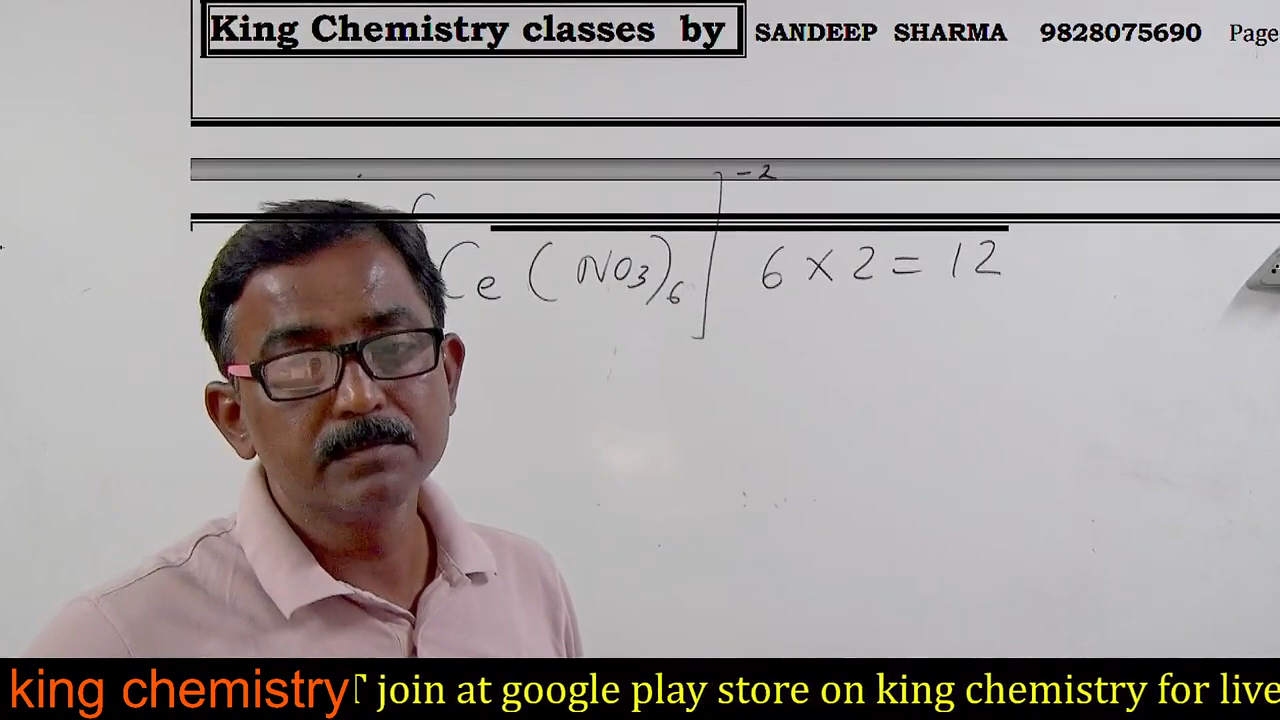 King Chemistry classes by SANDEEP SHARMA 9828075690 Page
[Ce(NO3)6]-2 6 × 2 = 12
king chemistry join at google play store on king chemistry for live